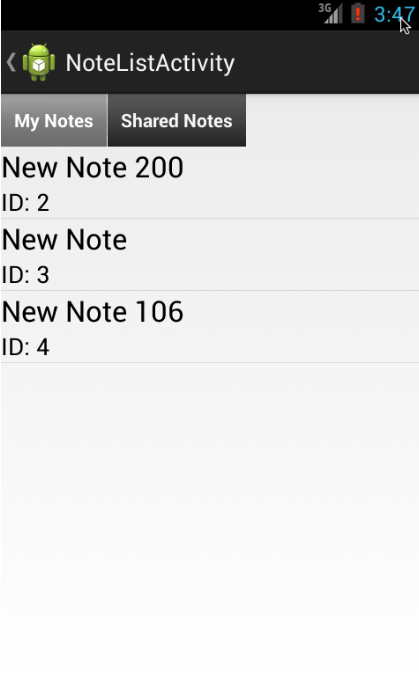 3G 3:47
NoteListActivity
My Notes Shared Notes
New Note 200
ID: 2
New Note
ID: 3
New Note 106
ID: 4